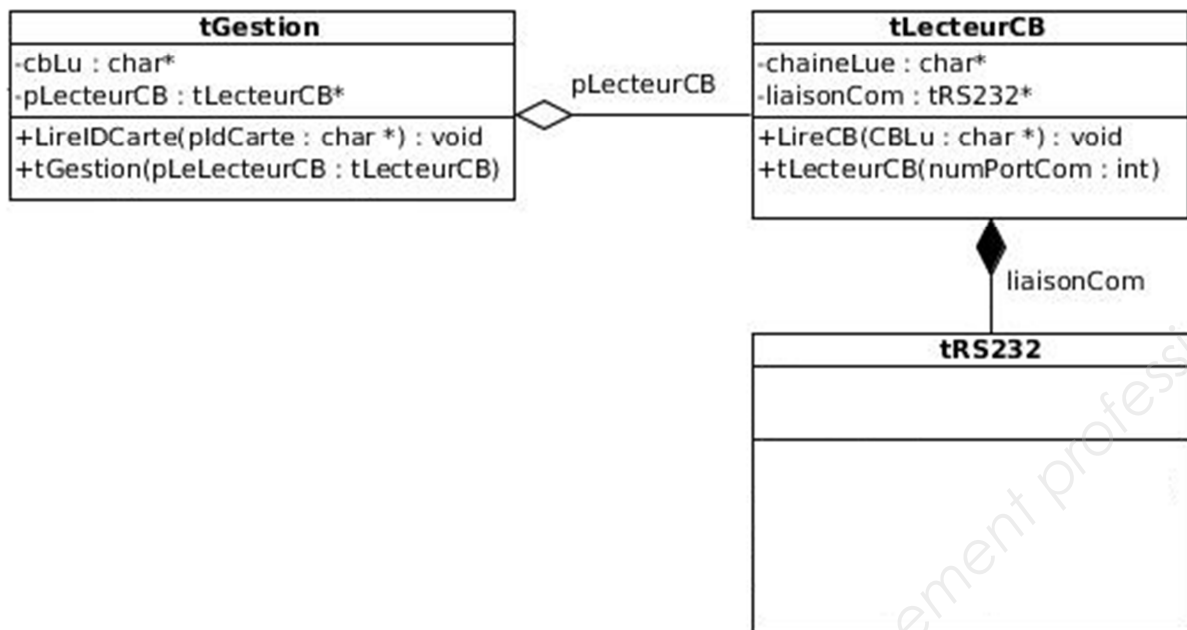 tGestion
-cbLu : char*
-pLecteurCB : tLecteurCB*
+LireIDCarte(pIdCarte : char *) : void
+tGestion(pLeLecteurCB : tLecteurCB)
pLecteurCB
tLecteurCB
-chaineLue : char*
-liaisonCom : tRS232*
+LireCB(CBLu : char *) : void
+tLecteurCB(numPortCom : int)
liaisonCom
tRS232